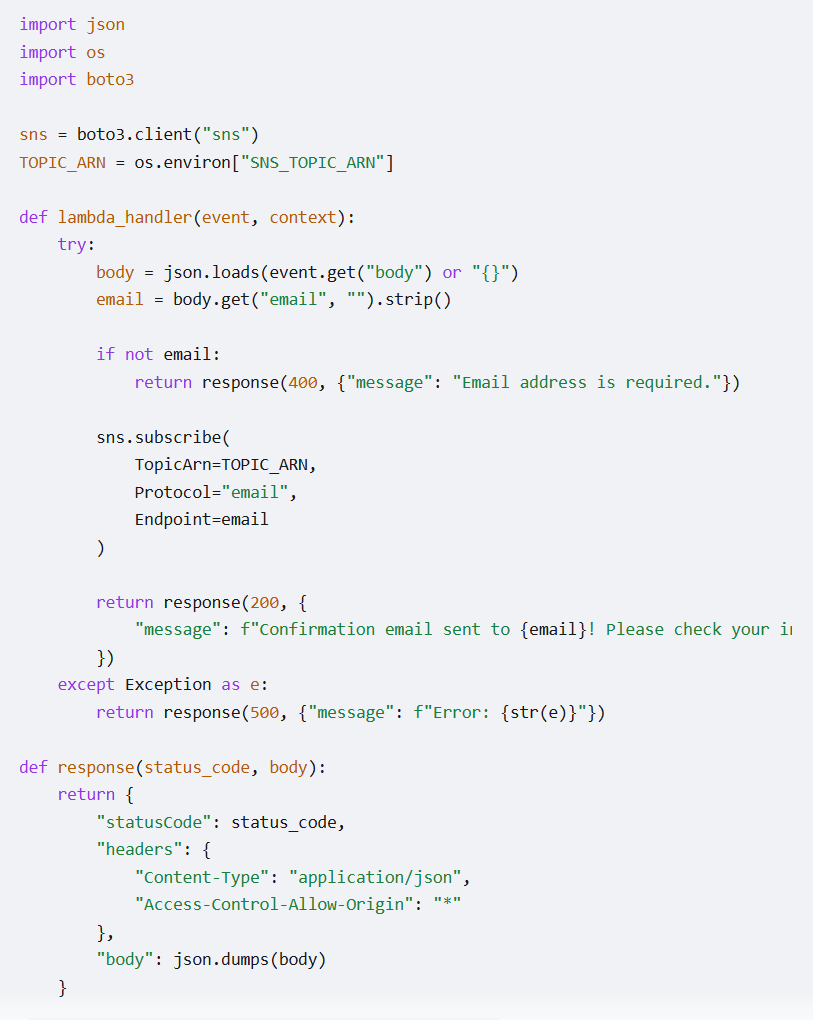 import json
import os
import boto3

sns = boto3.client("sns")
TOPIC_ARN = os.environ["SNS_TOPIC_ARN"]

def lambda_handler(event, context):
    try:
        body = json.loads(event.get("body") or "{}")
        email = body.get("email", "").strip()

        if not email:
            return response(400, {"message": "Email address is required."})

        sns.subscribe(
            TopicArn=TOPIC_ARN,
            Protocol="email",
            Endpoint=email
        )

        return response(200, {
            "message": f"Confirmation email sent to {email}! Please check your
        })
    except Exception as e:
        return response(500, {"message": f"Error: {str(e)}"})

def response(status_code, body):
    return {
        "statusCode": status_code,
        "headers": {
            "Content-Type": "application/json",
            "Access-Control-Allow-Origin": "*"
        },
        "body": json.dumps(body)
    }